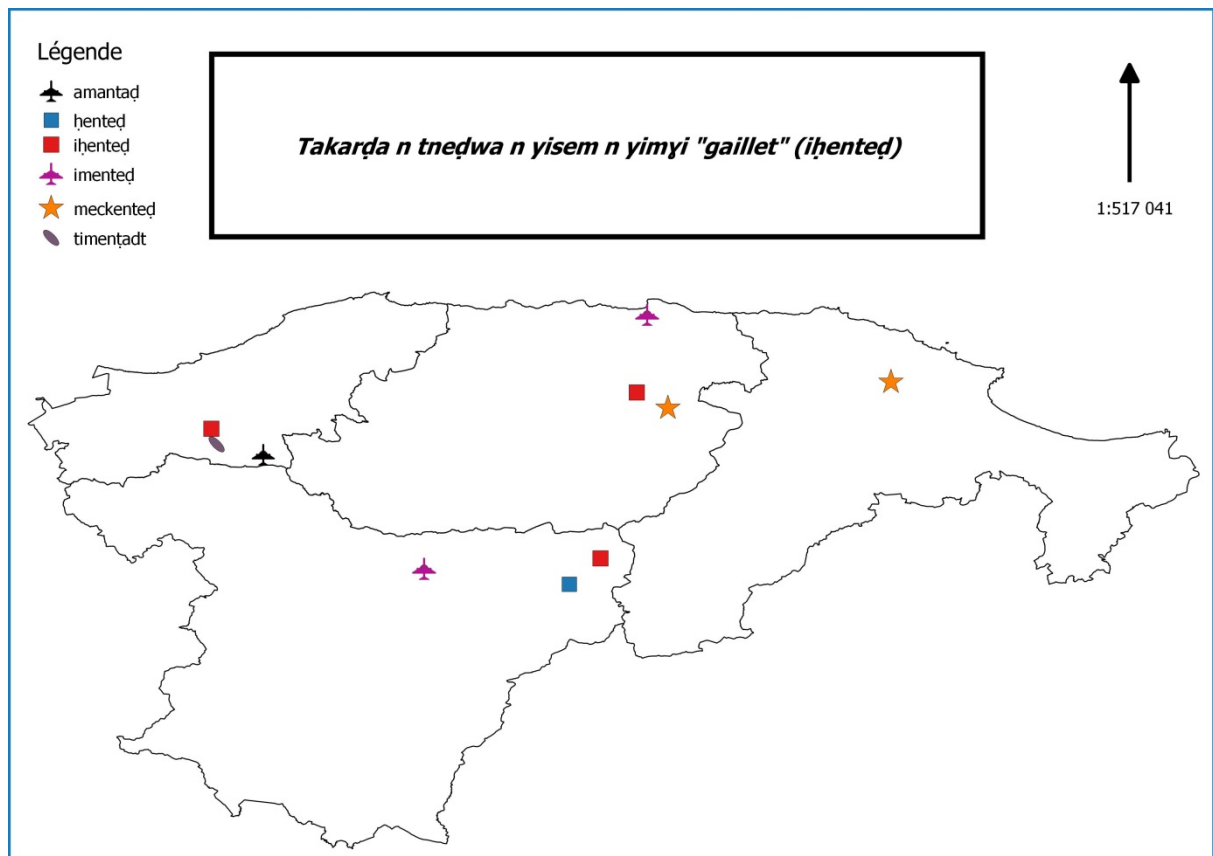 Légende
amantaḍ
ḥenteḍ
iḥenteḍ
imenteḍ
meckenteḍ
timenṭadt
Takarḍa n tneḍwa n yisem n yimɣi "gaillet" (iḥenteḍ)
1:517 041